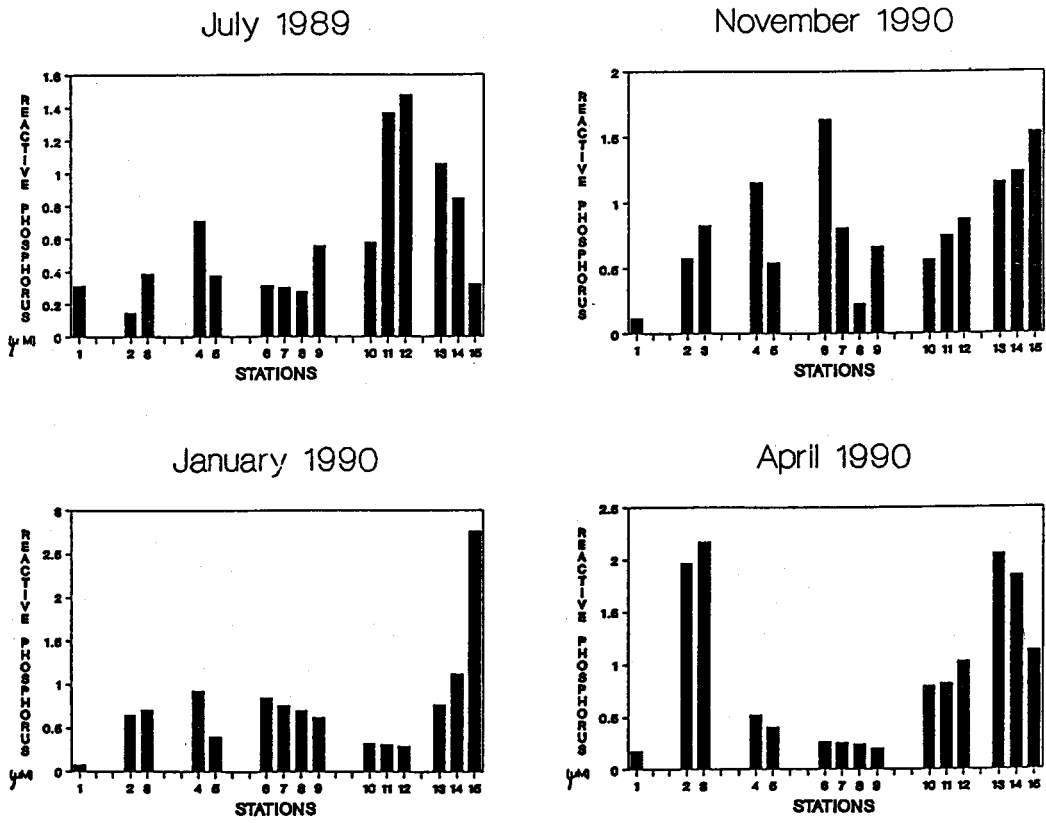 July 1989
1.6
1.4
1.2
1
0.8
0.6
0.4
0.2
0
REACTIVE PHOSPHORUS
μM
1 2 3 4 5 6 7 8 9 10 11 12 13 14 15
STATIONS
November 1990
2
1.5
1
0.5
0
REACTIVE PHOSPHORUS
1 2 3 4 5 6 7 8 9 10 11 12 13 14 15
STATIONS
January 1990
3
2.5
2
1.5
1
0.5
0
REACTIVE PHOSPHORUS
μM
1 2 3 4 5 6 7 8 9 10 11 12 13 14 15
STATIONS
April 1990
2.5
2
1.5
1
0.5
0
REACTIVE PHOSPHORUS
μM
1 2 3 4 5 6 7 8 9 10 11 12 13 14 15
STATIONS